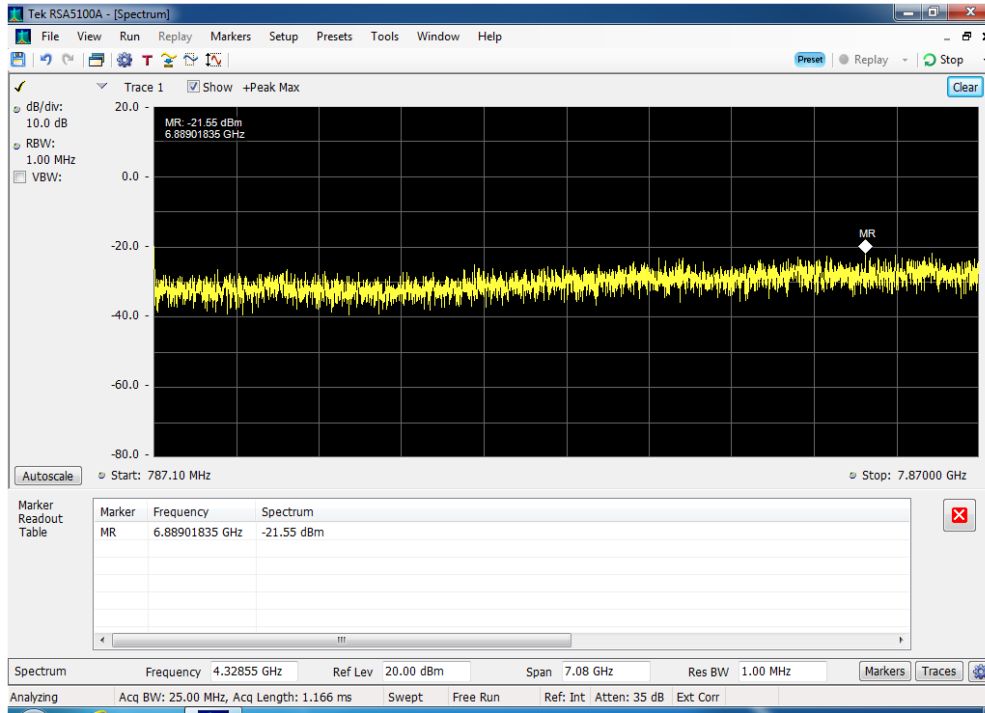 Tek RSA5100A - [Spectrum]
File View Run Replay Markers Setup Presets Tools Window Help
T Preset Replay Stop
Trace 1 Show +Peak Max Clear
dB/div:
10.0 dB
RBW:
1.00 MHz
VBW:
20.0 -
0.0 -
-20.0 -
-40.0 -
-60.0 -
-80.0 -
MR: -21.55 dBm
6.88901835 GHz
MR
Autoscale Start: 787.10 MHz Stop: 7.87000 GHz
Marker
Readout
Table
Marker Frequency Spectrum
MR 6.88901835 GHz -21.55 dBm
Spectrum Frequency 4.32855 GHz Ref Lev 20.00 dBm Span 7.08 GHz Res BW 1.00 MHz Markers Traces
Analyzing Acq BW: 25.00 MHz, Acq Length: 1.166 ms Swept Free Run Ref: Int Atten: 35 dB Ext Corr